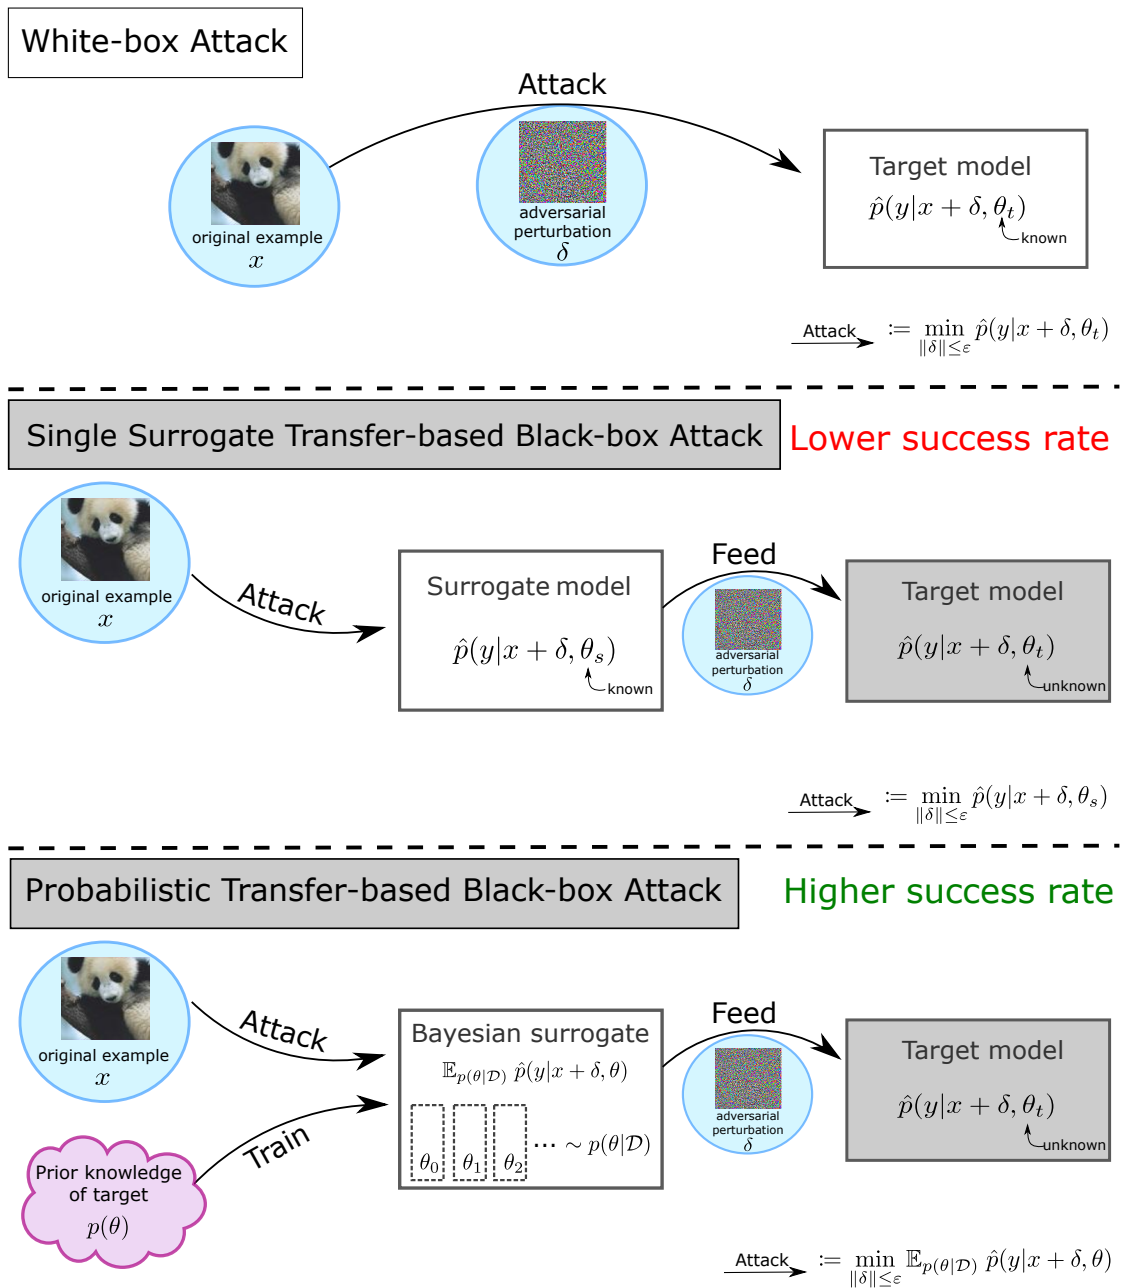 White-box Attack
Attack
original example
x
adversarial
perturbation
δ
Target model
p̂(y|x + δ, θ_t)
known
Attack := min_{‖δ‖≤ε} p̂(y|x + δ, θ_t)
Single Surrogate Transfer-based Black-box Attack
Lower success rate
original example
x
Attack
Surrogate model
p̂(y|x + δ, θ_s)
known
Feed
adversarial
perturbation
δ
Target model
p̂(y|x + δ, θ_t)
unknown
Attack := min_{‖δ‖≤ε} p̂(y|x + δ, θ_s)
Probabilistic Transfer-based Black-box Attack
Higher success rate
original example
x
Attack
Train
Prior knowledge
of target
p(θ)
Bayesian surrogate
𝔼_{p(θ|𝒟)} p̂(y|x + δ, θ)
θ_0 θ_1 θ_2 ··· ∼ p(θ|𝒟)
Feed
adversarial
perturbation
δ
Target model
p̂(y|x + δ, θ_t)
unknown
Attack := min_{‖δ‖≤ε} 𝔼_{p(θ|𝒟)} p̂(y|x + δ, θ)